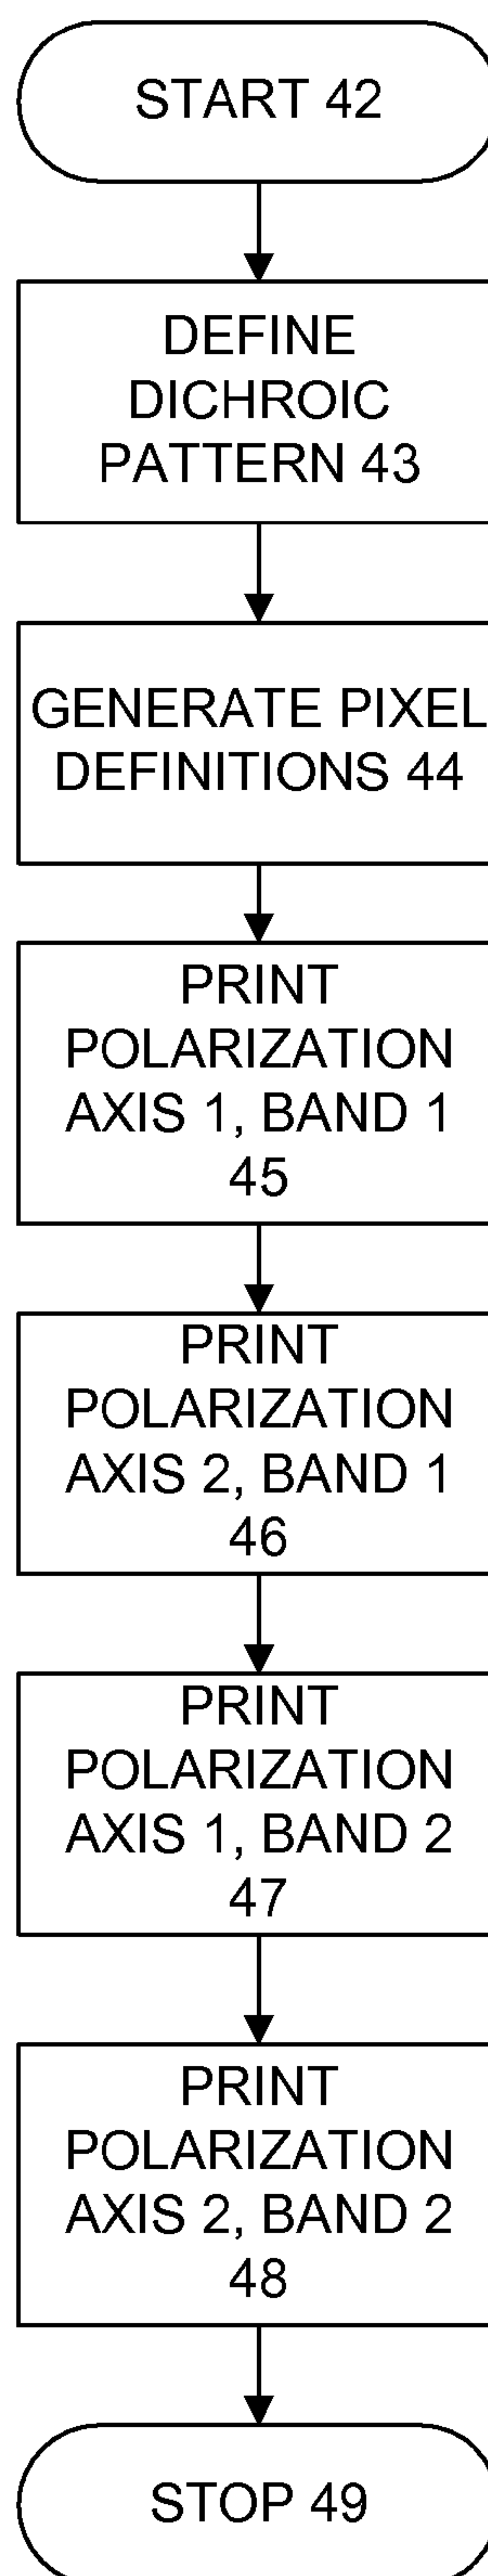 START 42
DEFINE
DICHROIC
PATTERN 43
GENERATE PIXEL
DEFINITIONS 44
PRINT
POLARIZATION
AXIS 1, BAND 1
45
PRINT
POLARIZATION
AXIS 2, BAND 1
46
PRINT
POLARIZATION
AXIS 1, BAND 2
47
PRINT
POLARIZATION
AXIS 2, BAND 2
48
STOP 49